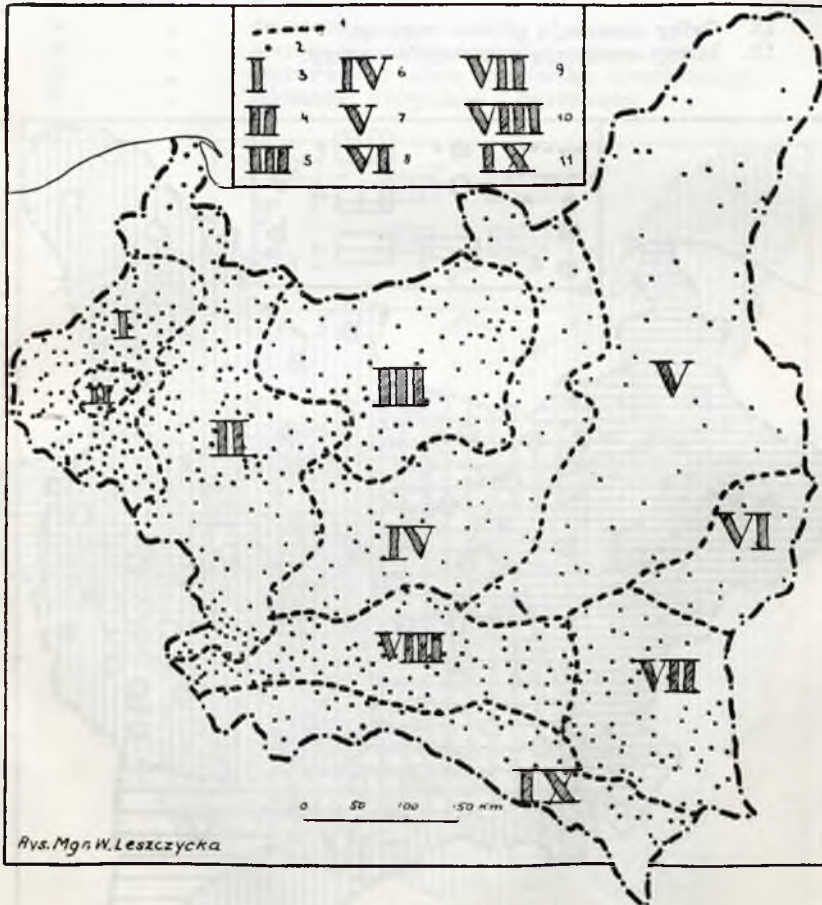 1
2
I 3 IV 6 VII 9
II 4 V 7 VIII 10
III 5 VI 8 IX 11
I
II
II
III
V
IV
VI
VIII
VII
IX
0 50 100 150 km
Rys. Mgr. W. Leszczycka